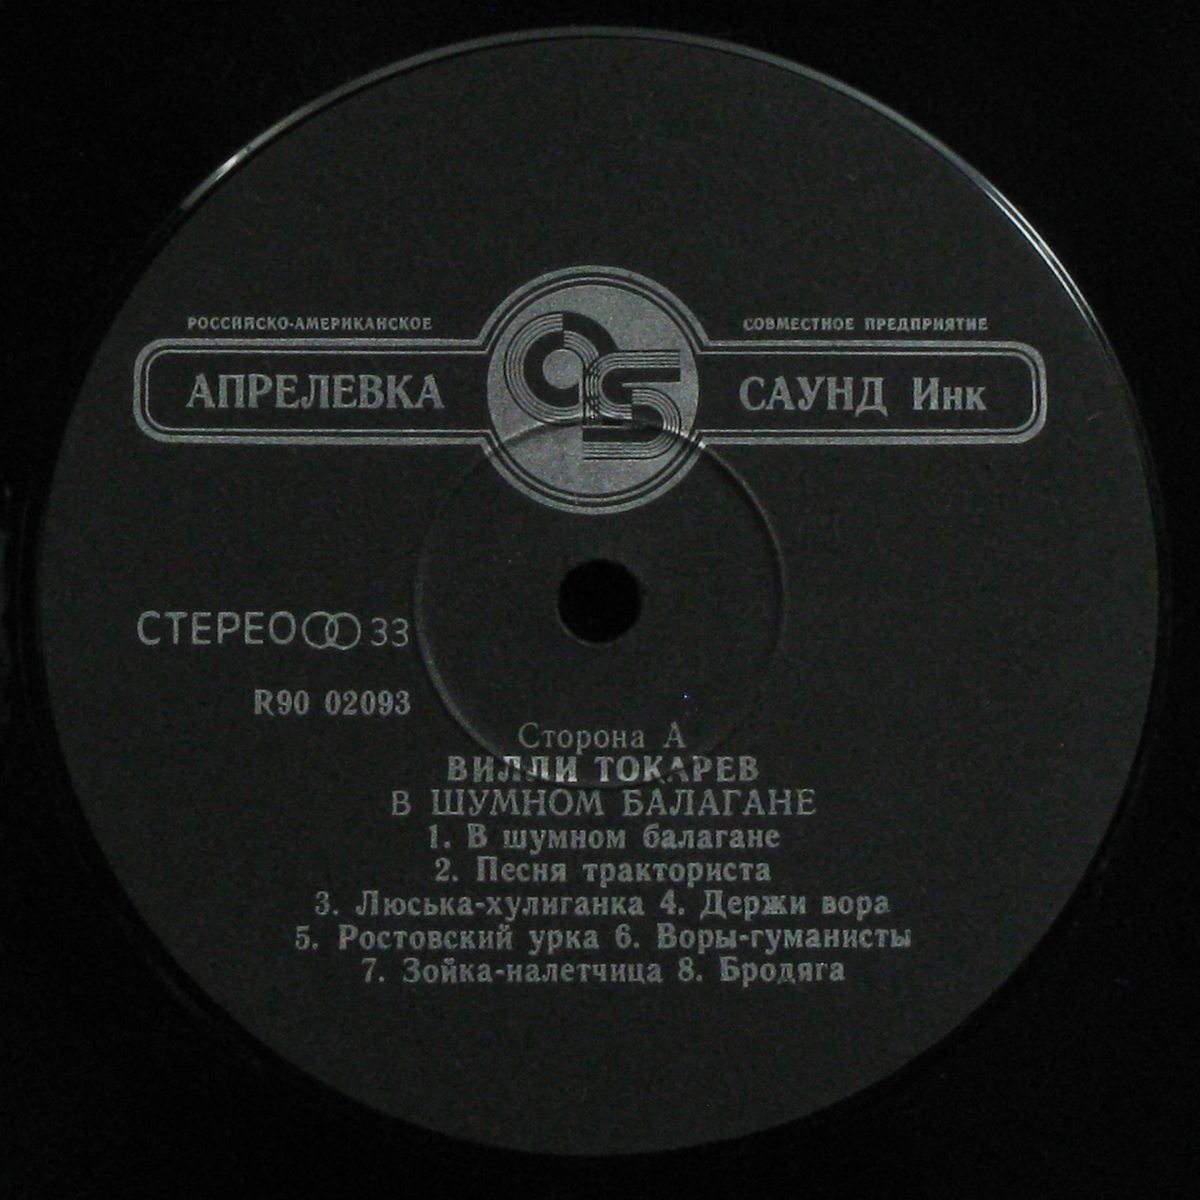 РОССИЙСКО-АМЕРИКАНСКОЕ СОВМЕСТНОЕ ПРЕДПРИЯТИЕ
АПРЕЛЕВКА САУНД Инк
СТЕРЕО 33
R90 02093
Сторона А
ВИЛЛИ ТОКАРЕВ
В ШУМНОМ БАЛАГАНЕ
1. В шумном балагане
2. Песня тракториста
3. Люська-хулиганка 4. Держи вора
5. Ростовский урка 6. Воры-гуманисты
7. Зойка-налетчица 8. Бродяга